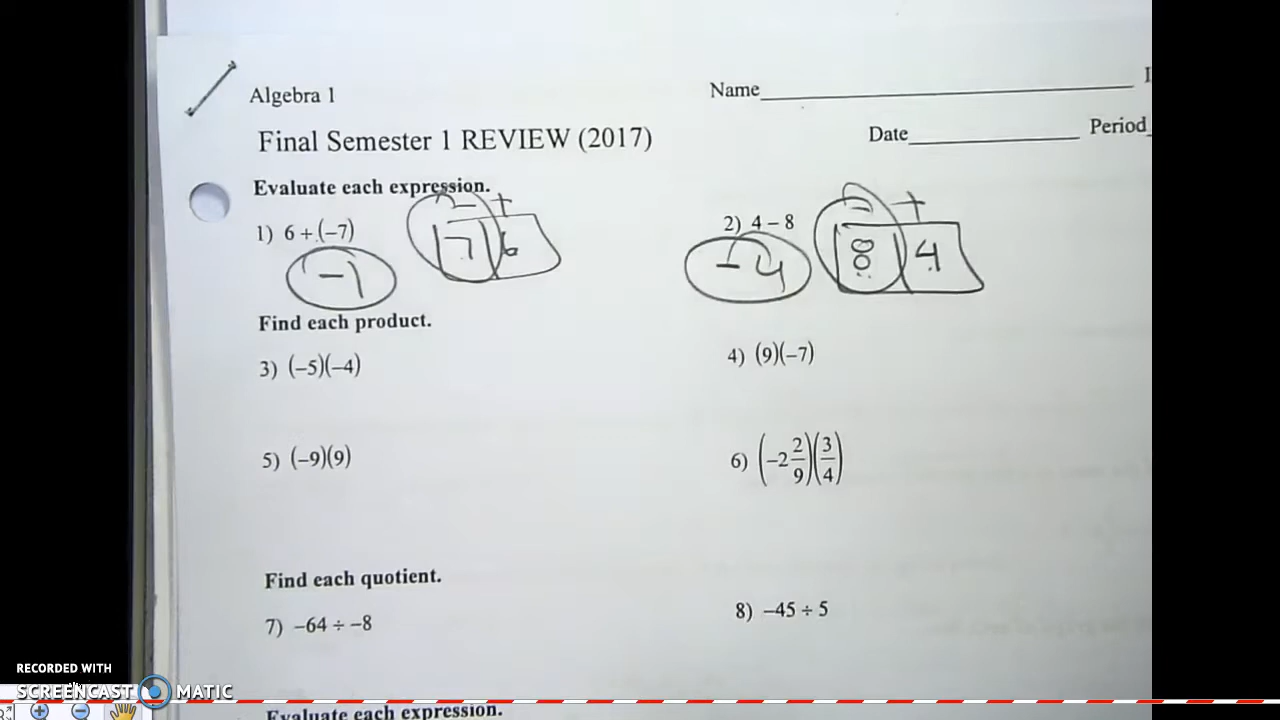 Algebra 1
Name
Final Semester 1 REVIEW (2017)
Date Period
Evaluate each expression.
1) 6 + (−7)
− +
7 6
−1
2) 4 − 8
− +
8 4
−4
Find each product.
3) (−5)(−4)
4) (9)(−7)
5) (−9)(9)
6) (−2 2/9)(3/4)
Find each quotient.
7) −64 ÷ −8
8) −45 ÷ 5
Evaluate each expression.
RECORDED WITH
SCREENCAST MATIC